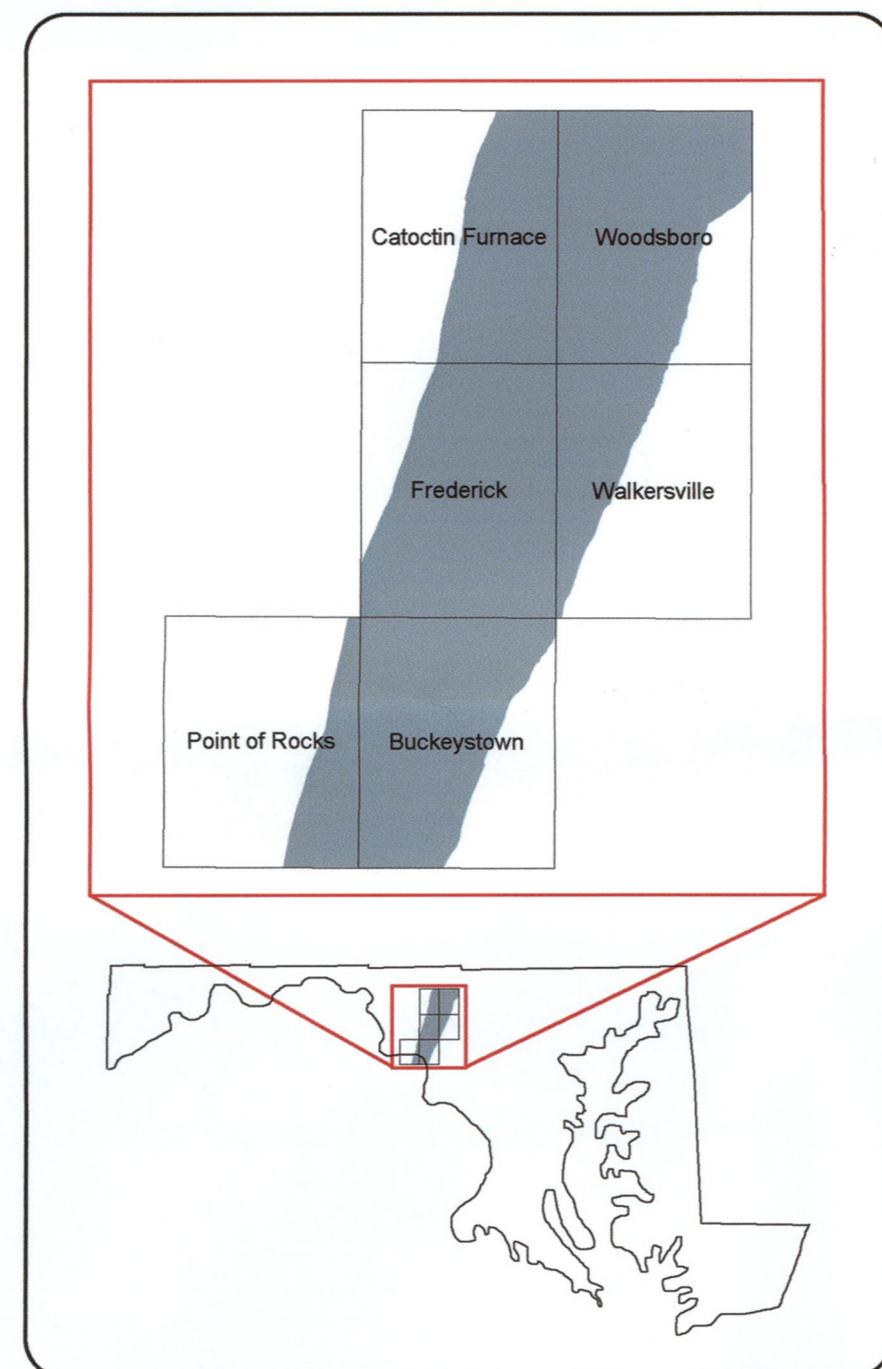 Catoctin Furnace Woodsboro
Frederick Walkersville
Point of Rocks Buckeystown